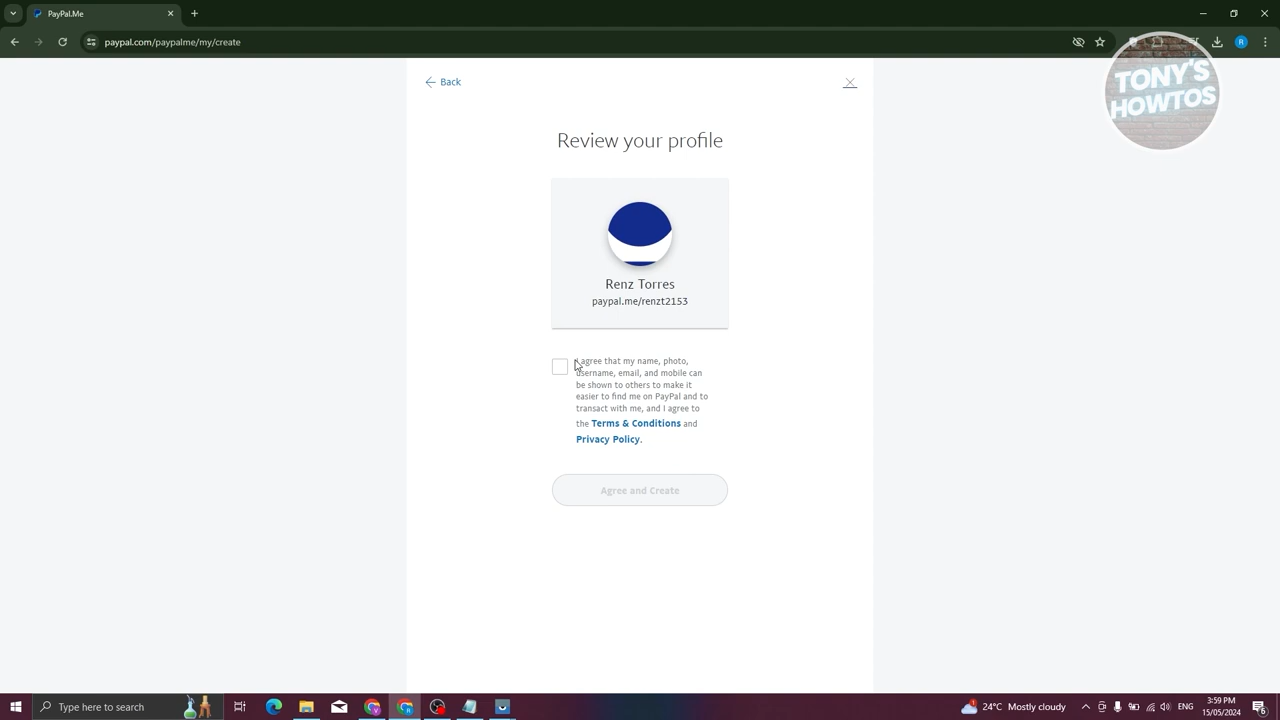 PayPal.Me
paypal.com/paypalme/my/create
R
TONY'S
HOWTOS
Back
Review your profile
Renz Torres
paypal.me/renzt2153
I agree that my name, photo,
username, email, and mobile can
be shown to others to make it
easier to find me on PayPal and to
transact with me, and I agree to
the Terms & Conditions and
Privacy Policy.
Agree and Create
Type here to search
24°C Mostly cloudy
3:59 PM
15/05/2024